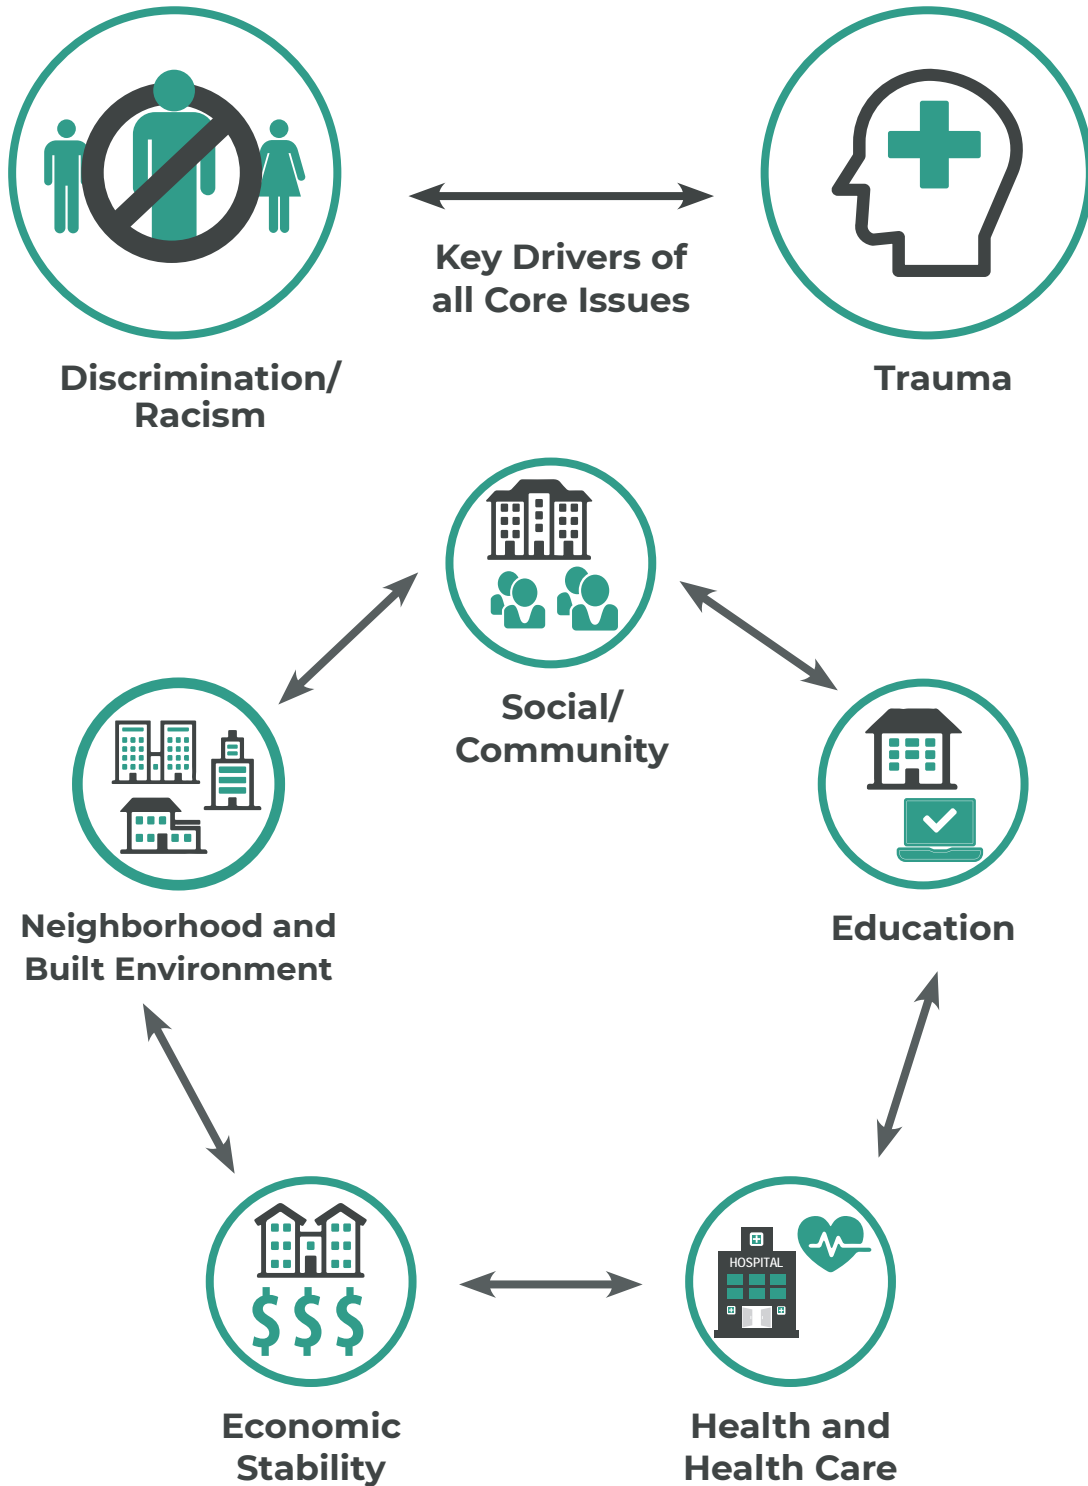 Key Drivers of
all Core Issues
Discrimination/
Racism
Trauma
Social/
Community
Neighborhood and
Built Environment
Education
HOSPITAL
$$$
Economic
Stability
Health and
Health Care